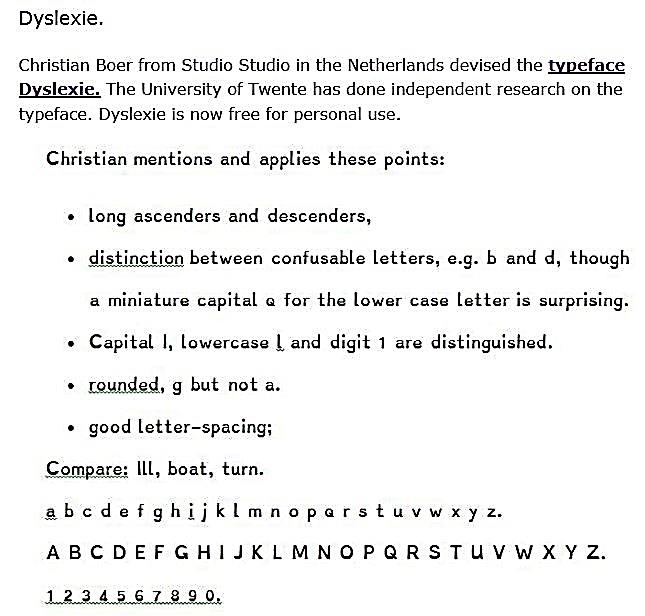 Dyslexie.
Christian Boer from Studio Studio in the Netherlands devised the typeface
Dyslexie. The University of Twente has done independent research on the
typeface. Dyslexie is now free for personal use.
Christian mentions and applies these points:
• long ascenders and descenders,
• distinction between confusable letters, e.g. b and d, though
a miniature capital Q for the lower case letter is surprising.
• Capital I, lowercase l and digit 1 are distinguished.
• rounded, g but not a.
• good letter-spacing;
Compare: Ill, boat, turn.
a b c d e f g h i j k l m n o p q r s t u v w x y z.
A B C D E F G H I J K L M N O P Q R S T U V W X Y Z.
1 2 3 4 5 6 7 8 9 0.